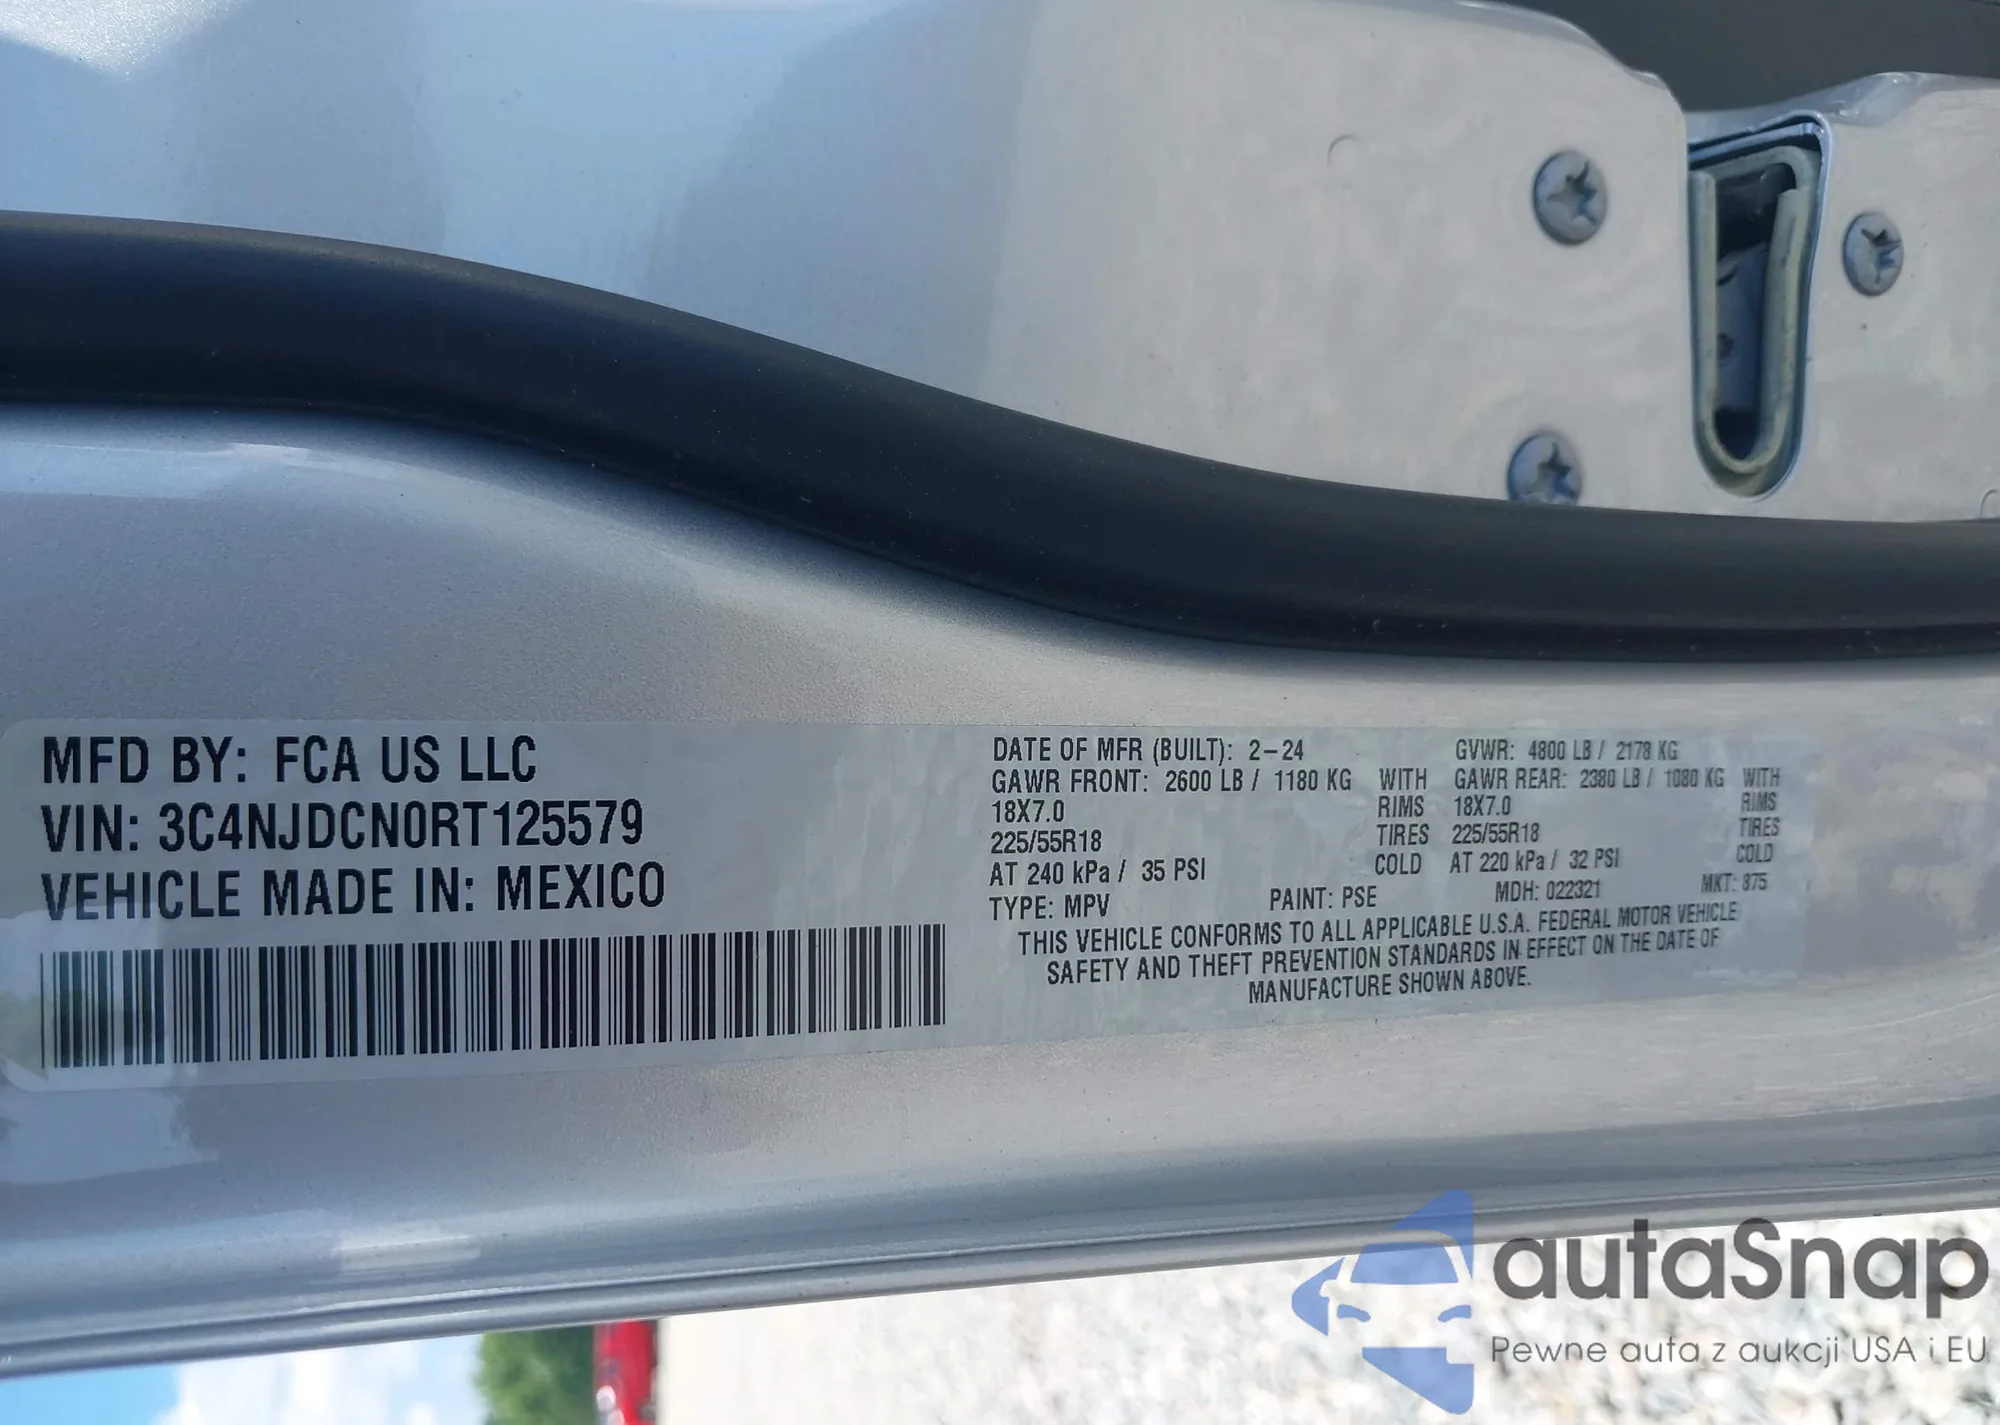 MFD BY: FCA US LLC
VIN: 3C4NJDCN0RT125579
VEHICLE MADE IN: MEXICO
DATE OF MFR (BUILT): 2-24 GVWR: 4800 LB / 2178 KG
GAWR FRONT: 2600 LB / 1180 KG WITH GAWR REAR: 2380 LB / 1080 KG WITH
18X7.0 RIMS 18X7.0 RIMS
225/55R18 TIRES 225/55R18 TIRES
AT 240 kPa / 35 PSI COLD AT 220 kPa / 32 PSI COLD
TYPE: MPV PAINT: PSE MDH: 022321 MKT: 875
THIS VEHICLE CONFORMS TO ALL APPLICABLE U.S.A. FEDERAL MOTOR VEHICLE
SAFETY AND THEFT PREVENTION STANDARDS IN EFFECT ON THE DATE OF
MANUFACTURE SHOWN ABOVE.
autaSnap
Pewne auta z aukcji USA i EU